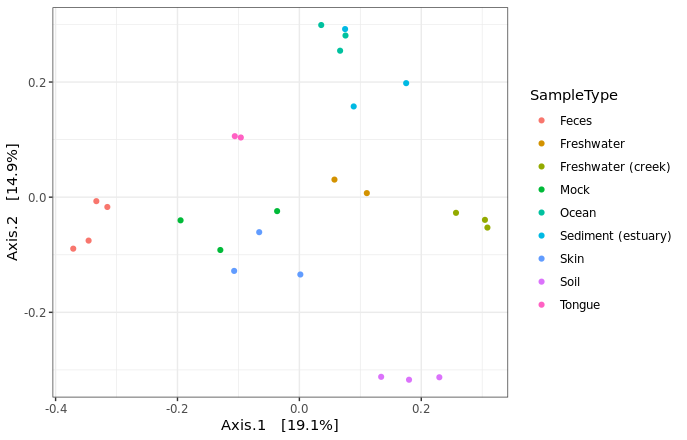 0.2
0.0
-0.2
Axis.2 [14.9%]
-0.4
-0.2
0.0
0.2
Axis.1 [19.1%]
SampleType
Feces
Freshwater
Freshwater (creek)
Mock
Ocean
Sediment (estuary)
Skin
Soil
Tongue